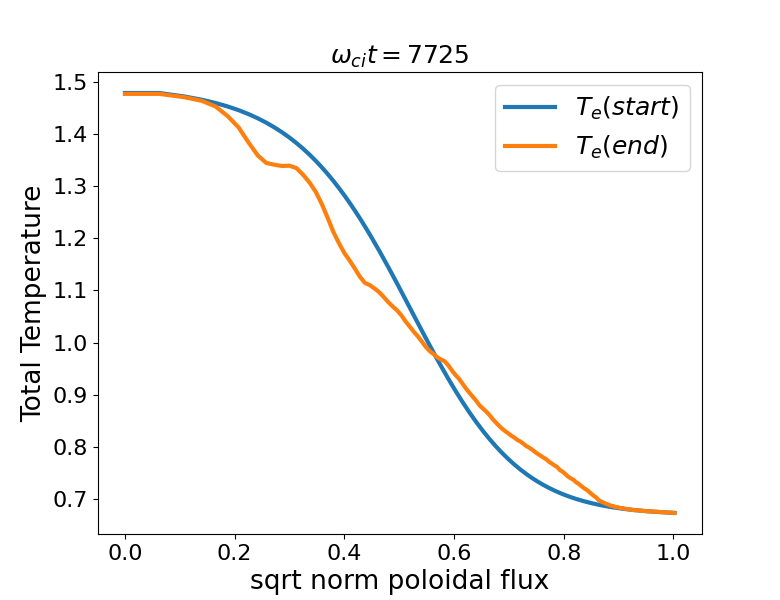 ω_{ci}t = 7725
T_e(start)
T_e(end)
Total Temperature
1.5
1.4
1.3
1.2
1.1
1.0
0.9
0.8
0.7
0.0 0.2 0.4 0.6 0.8 1.0
sqrt norm poloidal flux